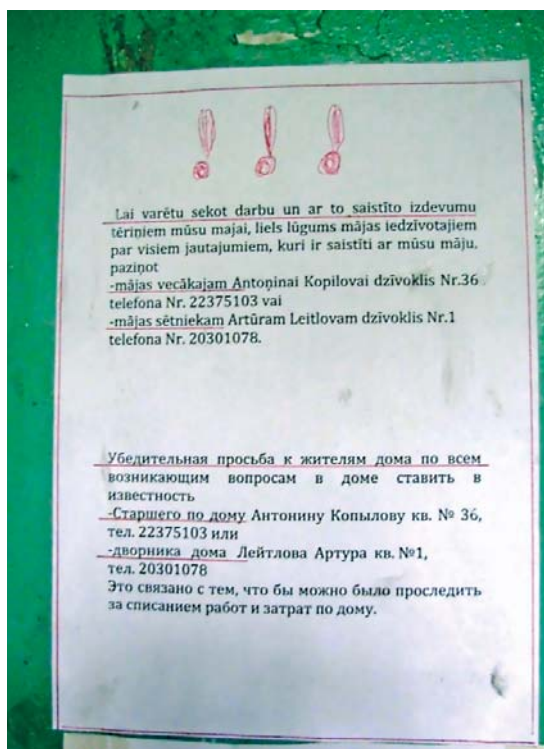 ! ! !
Lai varētu sekot darbu un ar to saistīto izdevumu
tēriņiem mūsu majai, liels lūgums mājas iedzīvotajiem
par visiem jautajumiem, kuri ir saistīti ar mūsu māju,
paziņot
-mājas vecākajam Antoņinai Kopilovai dzīvoklis Nr.36
telefona Nr. 22375103 vai
-mājas sētniekam Artūram Leitlovam dzīvoklis Nr.1
telefona Nr. 20301078.
Убедительная просьба к жителям дома по всем
возникающим вопросам в доме ставить в
известность
-Старшего по дому Антонину Копылову кв. № 36,
тел. 22375103 или
-дворника дома Лейтлова Артура кв. №1,
тел. 20301078
Это связано с тем, что бы можно было проследить
за списанием работ и затрат по дому.